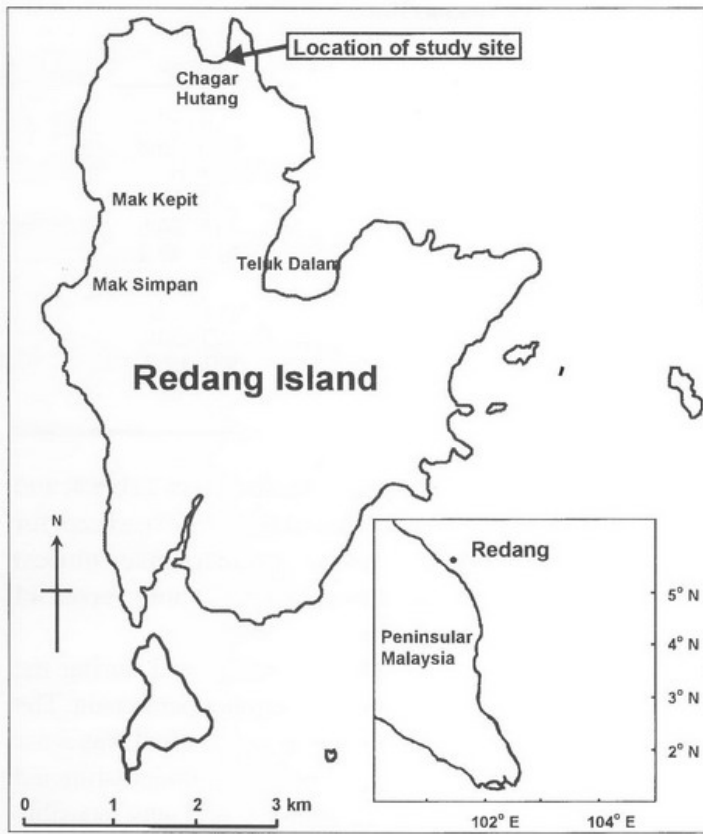 Location of study site
Chagar
Hutang
Mak Kepit
Teluk Dalam
Mak Simpan
Redang Island
N
Redang
5° N
Peninsular
Malaysia
4° N
3° N
2° N
0 1 2 3 km
102° E 104° E